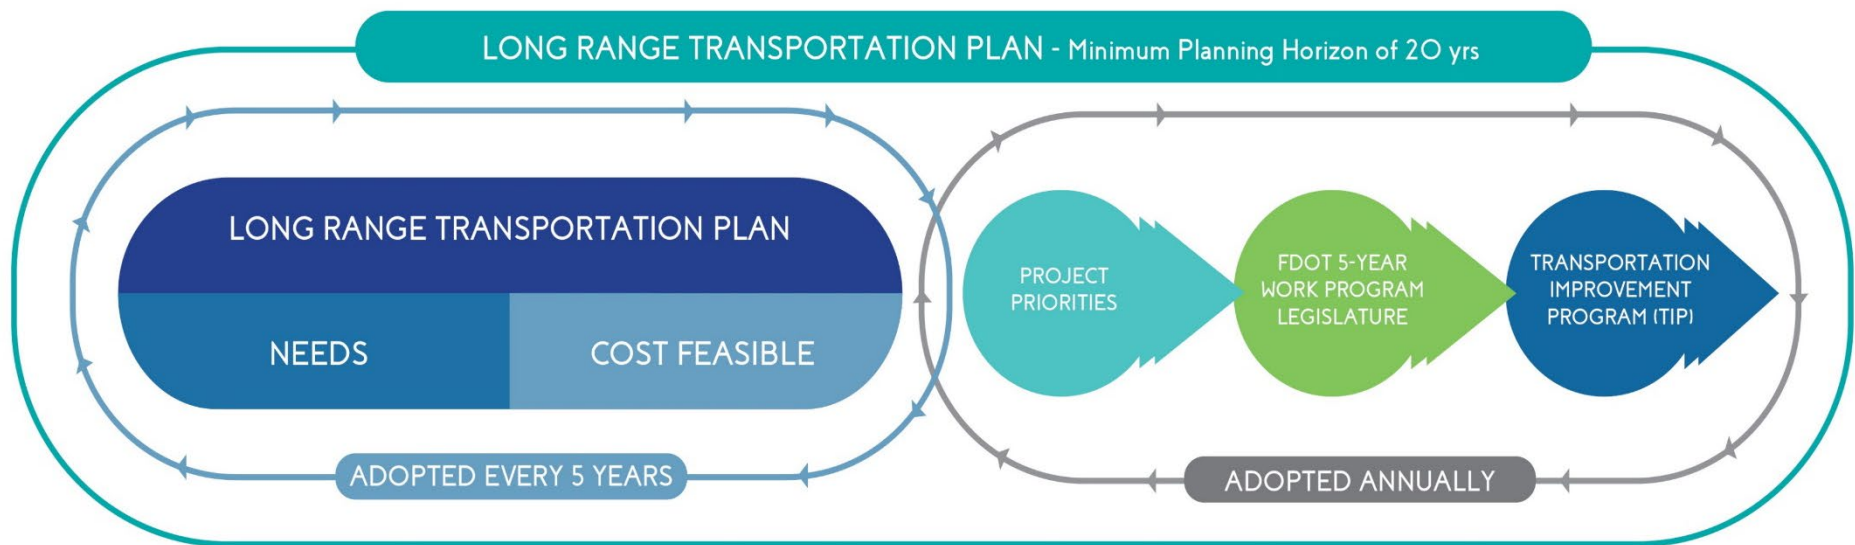 LONG RANGE TRANSPORTATION PLAN - Minimum Planning Horizon of 20 yrs
LONG RANGE TRANSPORTATION PLAN
NEEDS
COST FEASIBLE
ADOPTED EVERY 5 YEARS
PROJECT
PRIORITIES
FDOT 5-YEAR
WORK PROGRAM
LEGISLATURE
TRANSPORTATION
IMPROVEMENT
PROGRAM (TIP)
ADOPTED ANNUALLY